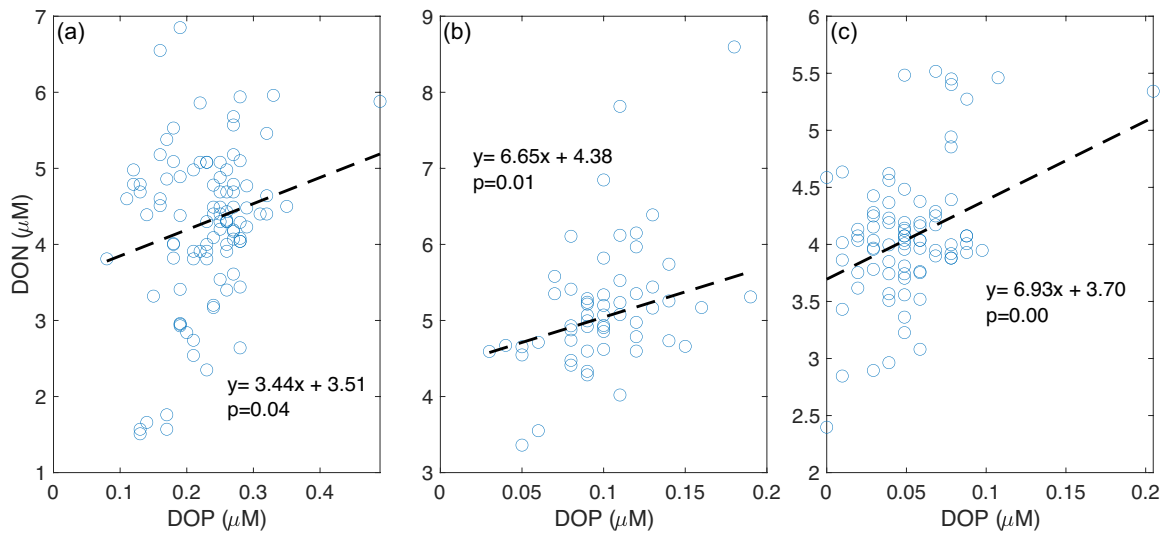 (a)
7
6
5
4
3
2
1
DON (μM)
0
0.1
0.2
0.3
0.4
DOP (μM)
y= 3.44x + 3.51
p=0.04
(b)
9
8
7
6
5
4
3
0
0.05
0.1
0.15
0.2
DOP (μM)
y= 6.65x + 4.38
p=0.01
(c)
6
5.5
5
4.5
4
3.5
3
2.5
2
0
0.05
0.1
0.15
0.2
DOP (μM)
y= 6.93x + 3.70
p=0.00